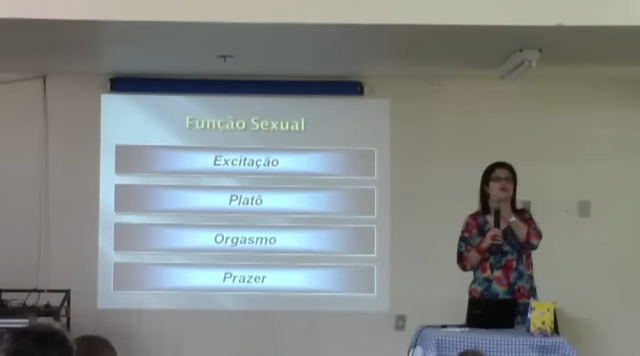 Função Sexual
Excitação
Platô
Orgasmo
Prazer